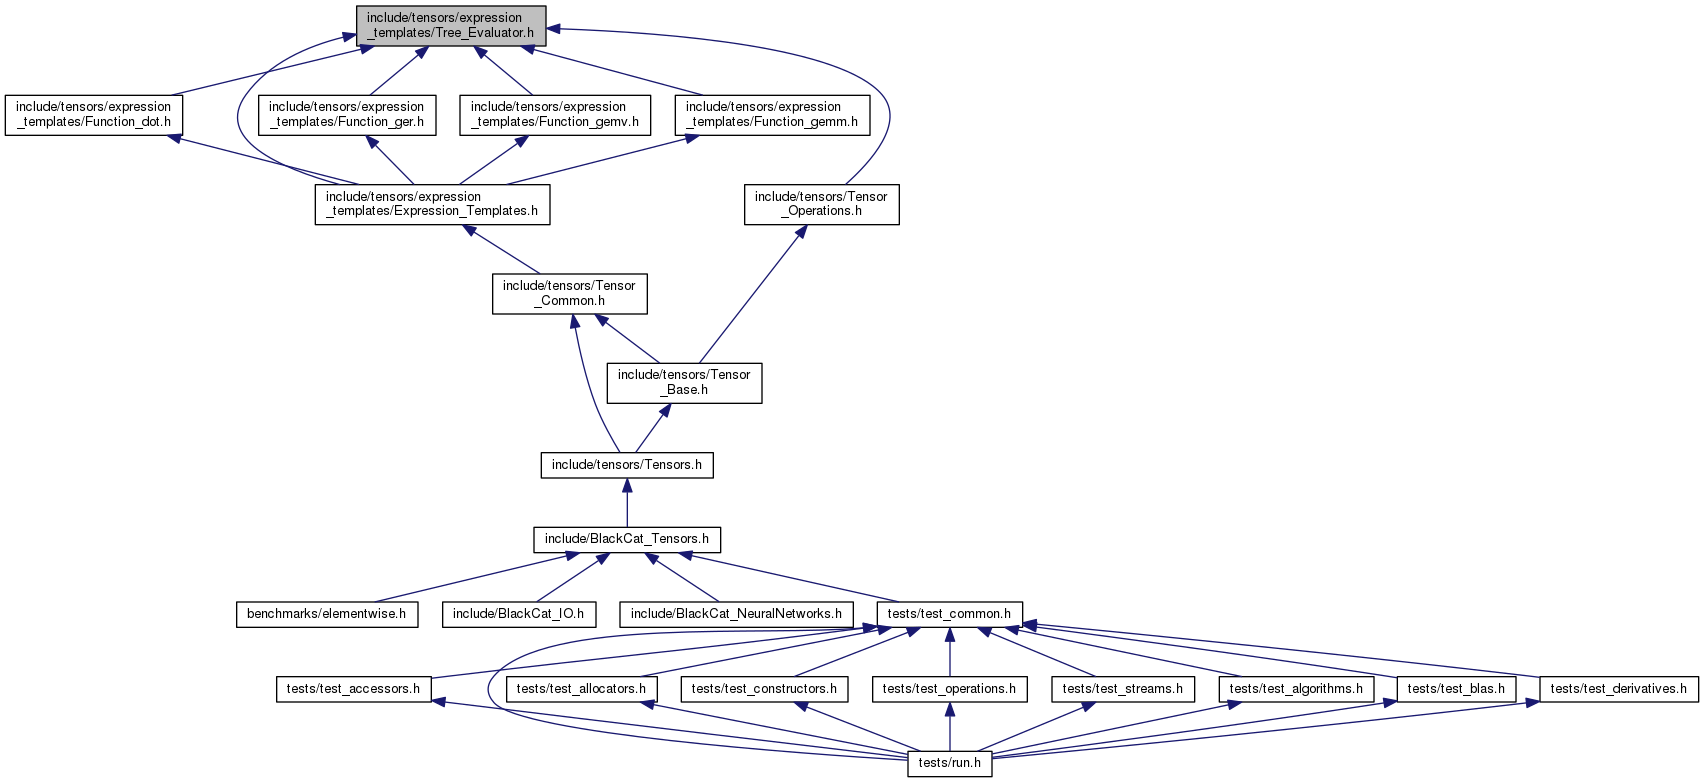 include/tensors/expression
_templates/Tree_Evaluator.h
include/tensors/expression
_templates/Function_dot.h
include/tensors/expression
_templates/Function_ger.h
include/tensors/expression
_templates/Function_gemv.h
include/tensors/expression
_templates/Function_gemm.h
include/tensors/expression
_templates/Expression_Templates.h
include/tensors/Tensor
_Operations.h
include/tensors/Tensor
_Common.h
include/tensors/Tensor
_Base.h
include/tensors/Tensors.h
include/BlackCat_Tensors.h
benchmarks/elementwise.h
include/BlackCat_IO.h
include/BlackCat_NeuralNetworks.h
tests/test_common.h
tests/test_accessors.h
tests/test_allocators.h
tests/test_constructors.h
tests/test_operations.h
tests/test_streams.h
tests/test_algorithms.h
tests/test_blas.h
tests/test_derivatives.h
tests/run.h